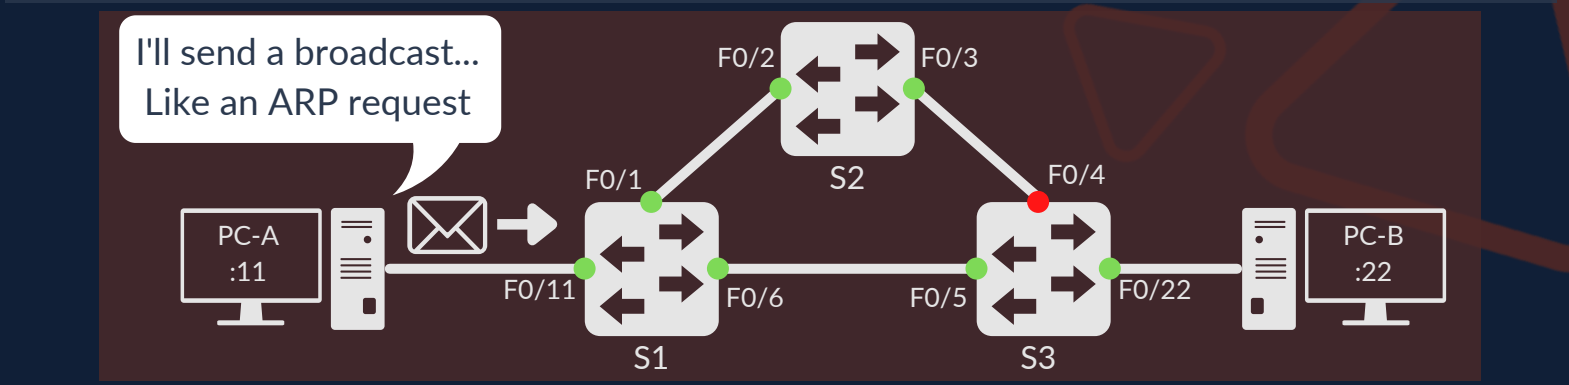 I'll send a broadcast...
Like an ARP request
F0/2
F0/3
S2
F0/1
F0/4
PC-A
:11
PC-B
:22
F0/11
F0/6
F0/5
F0/22
S1
S3